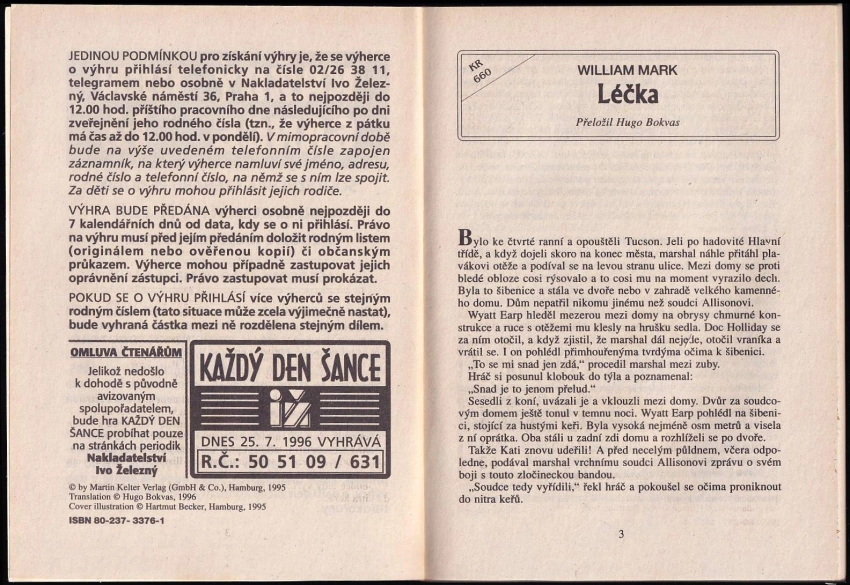 JEDINOU PODMÍNKOU pro získání výhry je, že se výherce
o výhru přihlásí telefonicky na čísle 02/26 38 11,
telegramem nebo osobně v Nakladatelství Ivo Želez-
ný, Václavské náměstí 36, Praha 1, a to nejpozději do
12.00 hod. příštího pracovního dne následujícího po dni
zveřejnění jeho rodného čísla (tzn., že výherce z pátku
má čas až do 12.00 hod. v pondělí). V mimopracovní době
bude na výše uvedeném telefonním čísle zapojen
záznamník, na který výherce namluví své jméno, adresu,
rodné číslo a telefonní číslo, na němž se s ním lze spojit.
Za děti se o výhru mohou přihlásit jejich rodiče.
VÝHRA BUDE PŘEDÁNA výherci osobně nejpozději do
7 kalendářních dnů od data, kdy se o ni přihlásí. Právo
na výhru musí před jejím předáním doložit rodným listem
(originálem nebo ověřenou kopií) či občanským
průkazem. Výherce mohou případně zastupovat jejich
oprávnění zástupci. Právo zastupovat musí prokázat.
POKUD SE O VÝHRU PŘIHLÁSÍ více výherců se stejným
rodným číslem (tato situace může zcela výjimečně nastat),
bude vyhraná částka mezi ně rozdělena stejným dílem.
OMLUVA ČTENÁŘŮM
Jelikož nedošlo
k dohodě s původně
avizovaným
spolupořadatelem,
bude hra KAŽDÝ DEN
ŠANCE probíhat pouze
na stránkách periodik
Nakladatelství
Ivo Železný
KAŽDÝ DEN ŠANCE
iž
DNES 25. 7. 1996 VYHRÁVÁ
R.Č.: 50 51 09 / 631
© by Martin Kelter Verlag (GmbH & Co.), Hamburg, 1995
Translation © Hugo Bokvas, 1996
Cover illustration © Hartmut Becker, Hamburg, 1995
ISBN 80-237- 3376-1
KR
660
WILLIAM MARK
Léčka
Přeložil Hugo Bokvas
Bylo ke čtvrté ranní a opouštěli Tucson. Jeli po hadovité Hlavní
třídě, a když dojeli skoro na konec města, marshal náhle přitáhl pla-
vákovi otěže a podíval se na levou stranu ulice. Mezi domy se proti
bledé obloze cosi rýsovalo a to cosi mu na moment vyrazilo dech.
Byla to šibenice a stála ve dvoře nebo v zahradě velkého kamenné-
ho domu. Dům nepatřil nikomu jinému než soudci Allisonovi.
Wyatt Earp hleděl mezerou mezi domy na obrysy chmurné kon-
strukce a ruce s otěžemi mu klesly na hrušku sedla. Doc Holliday se
za ním otočil, a když zjistil, že marshal dál nejede, otočil vraníka a
vrátil se. I on pohlédl přimhouřenýma tvrdýma očima k šibenici.
„To se mi snad jen zdá,“ procedil marshal mezi zuby.
Hráč si posunul klobouk do týla a poznamenal:
„Snad je to jenom přelud.“
Sesedli z koní, uvázali je a vklouzli mezi domy. Dvůr za soudco-
vým domem ještě tonul v temnu noci. Wyatt Earp pohlédl na šibeni-
ci, stojící za hustými keři. Byla vysoká nejméně osm metrů a visela
z ní oprátka. Oba stáli u zadní zdi domu a rozhlíželi se po dvoře.
Takže Kati znovu udeřili! A před necelým půldnem, včera odpo-
ledne, podával marshal vrchnímu soudci Allisonovi zprávu o svém
boji s touto zločineckou bandou.
„Soudce tedy vyřídili,“ řekl hráč a pokoušel se očima proniknout
do nitra keřů.
3